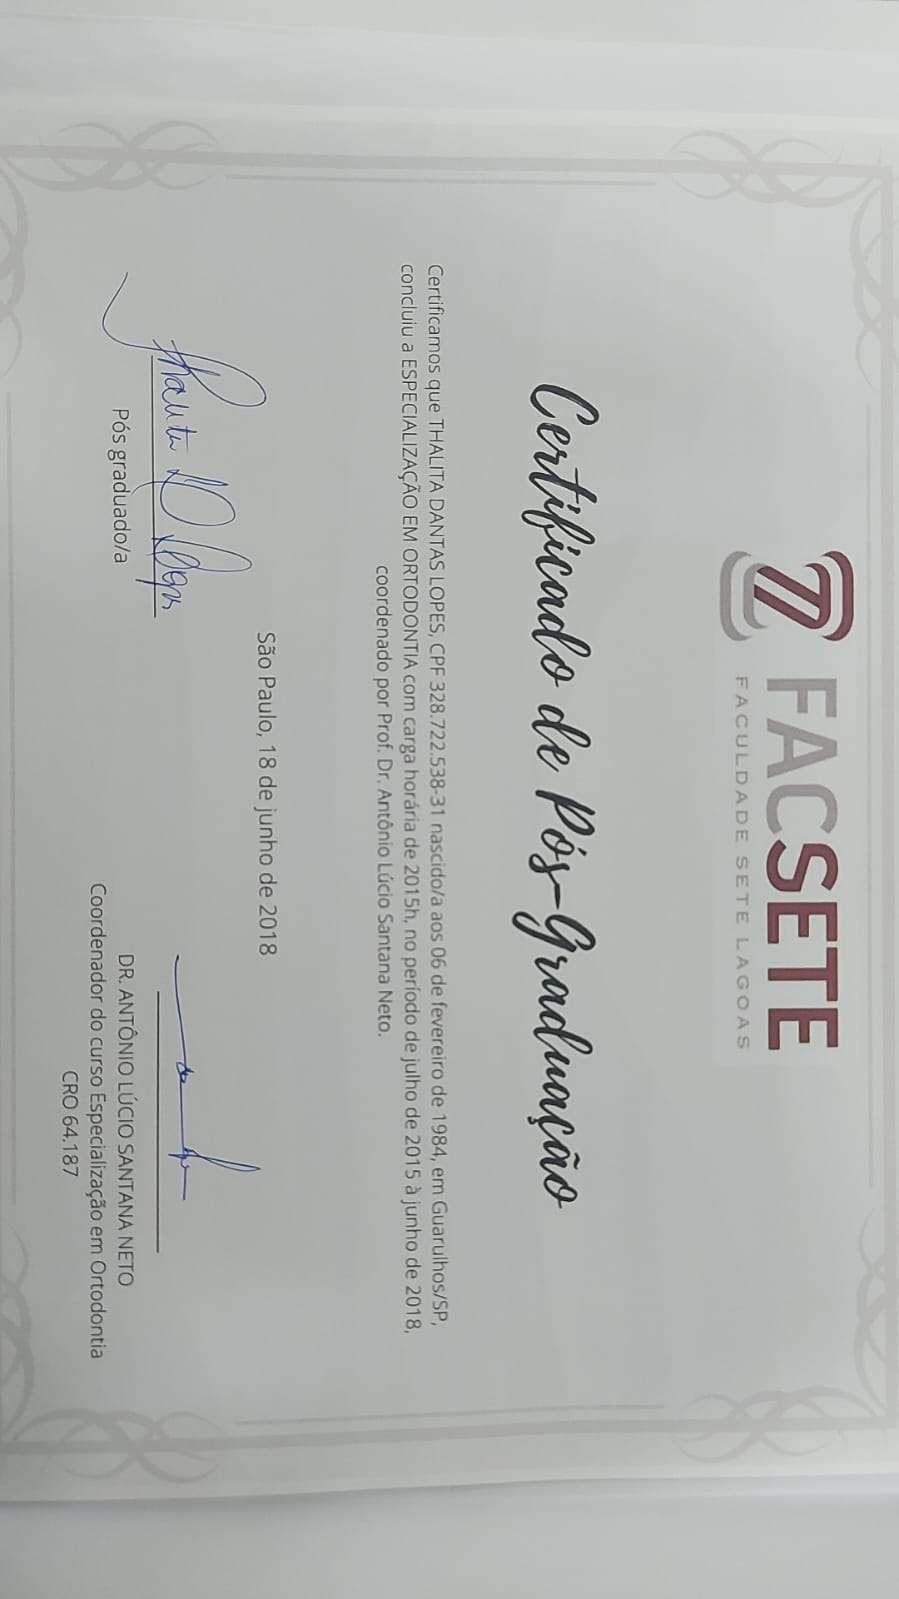 FACSETE
FACULDADE SETE LAGOAS
Certificado de Pós-Graduação
Certificamos que THALITA DANTAS LOPES, CPF 328.722.538-31 nascido/a aos 06 de fevereiro de 1984, em Guarulhos/SP,
concluiu a ESPECIALIZAÇÃO EM ORTODONTIA com carga horária de 2015h, no período de julho de 2015 à junho de 2018,
coordenado por Prof. Dr. Antônio Lúcio Santana Neto.
São Paulo, 18 de junho de 2018
Pós graduado/a
DR. ANTÔNIO LÚCIO SANTANA NETO
Coordenador do curso Especialização em Ortodontia
CRO 64.187